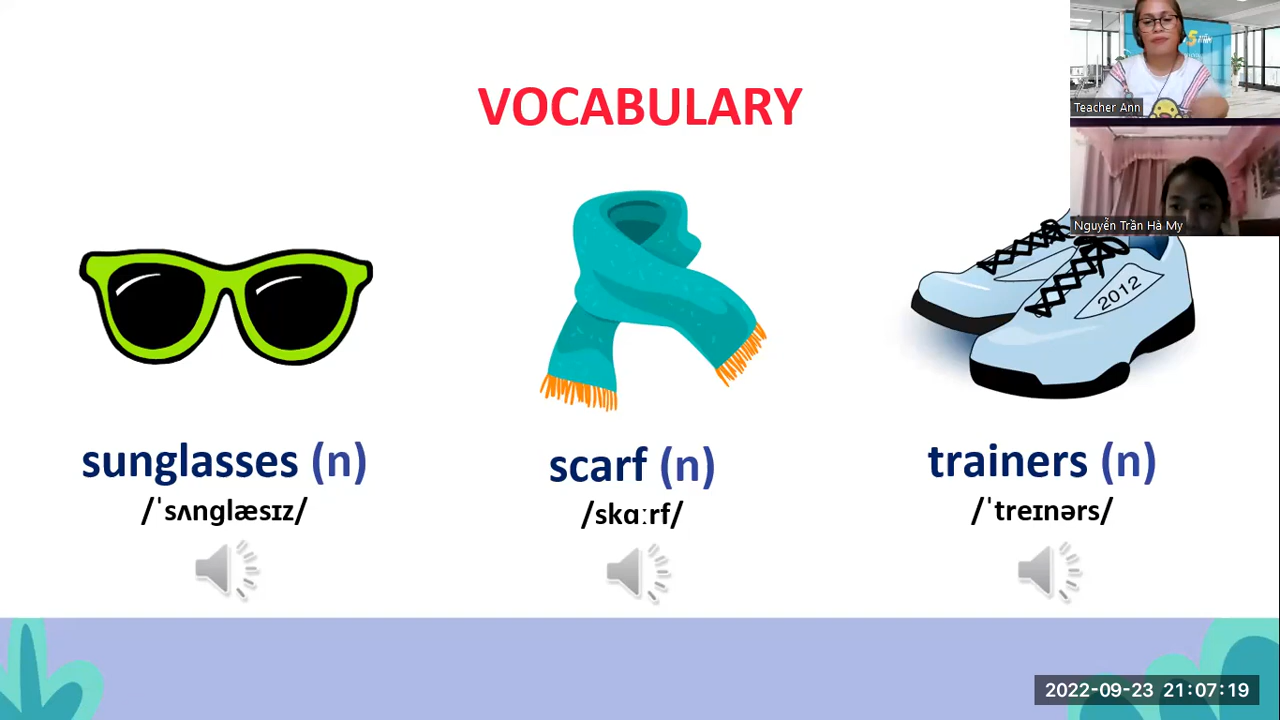 VOCABULARY
Teacher Ann
Nguyễn Trần Hà My
2012
sunglasses (n)
/ˈsʌnglæsɪz/
scarf (n)
/skɑːrf/
trainers (n)
/ˈtreɪnərs/
2022-09-23 21:07:19